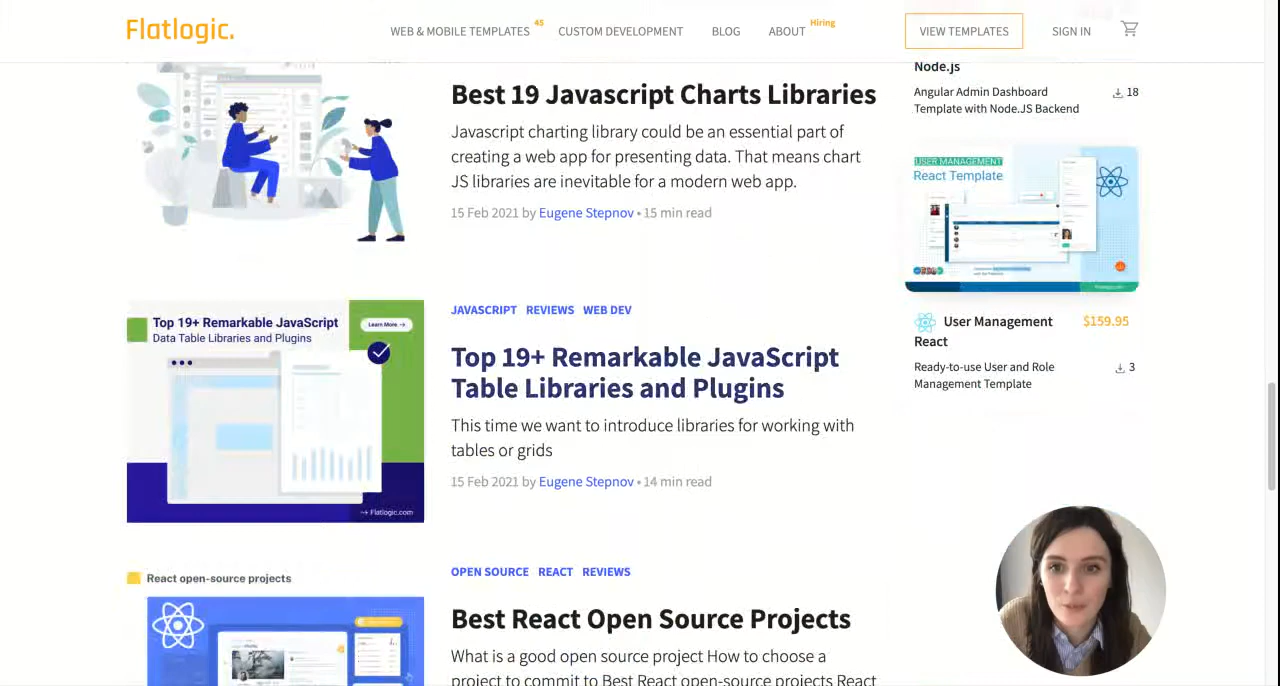 Flatlogic.
WEB & MOBILE TEMPLATES 45
CUSTOM DEVELOPMENT
BLOG
ABOUT Hiring
VIEW TEMPLATES
SIGN IN
Best 19 Javascript Charts Libraries
Javascript charting library could be an essential part of
creating a web app for presenting data. That means chart
JS libraries are inevitable for a modern web app.
15 Feb 2021 by Eugene Stepnov • 15 min read
Top 19+ Remarkable JavaScript
Data Table Libraries and Plugins
Learn More →
→ Flatlogic.com
JAVASCRIPT REVIEWS WEB DEV
Top 19+ Remarkable JavaScript
Table Libraries and Plugins
This time we want to introduce libraries for working with
tables or grids
15 Feb 2021 by Eugene Stepnov • 14 min read
React open-source projects
OPEN SOURCE REACT REVIEWS
Best React Open Source Projects
What is a good open source project How to choose a
project to commit to Best React open-source projects React
Node.js
Angular Admin Dashboard
Template with Node.JS Backend
18
USER MANAGEMENT
React Template
User Management
React
$159.95
Ready-to-use User and Role
Management Template
3